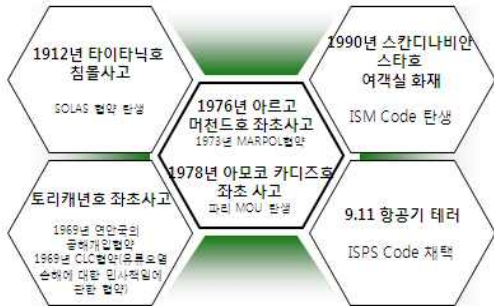 1912년 타이타닉호
침몰사고
SOLAS 협약 탄생
1990년 스칸디나비안
스타호
여객실 화재
ISM Code 탄생
1976년 아르고
머천드호 좌초사고
1973년 MARPOL협약
1978년 아모코 카디즈호
좌초 사고
파리 MOU 탄생
토리캐년호 좌초사고
1969년 연안국의
공해개입협약
1969년 CLC협약(유류오염
손해에 대한 민사책임에
관한 협약)
9.11 항공기 테러
ISPS Code 채택